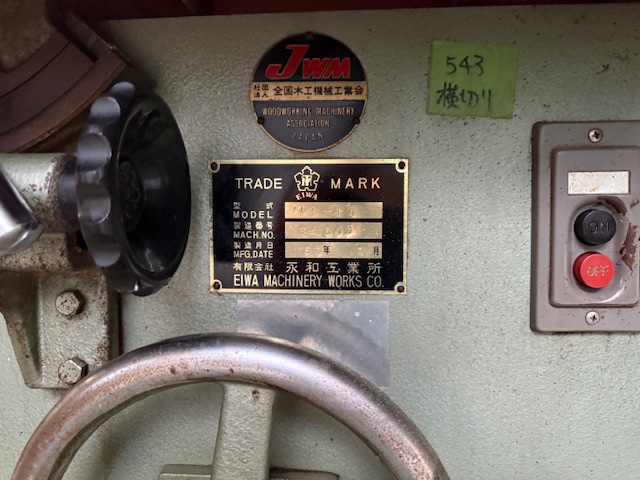 JWM
社団法人 全国木工機械工業会
WOODWORKING MACHINERY
ASSOCIATION
JAPAN
543
横切り
TRADE MARK
EIWA
型式
MODEL
製造番号
MACH.NO.
製造月日 年 月
MFG.DATE
有限会社 永和工業所
EIWA MACHINERY WORKS CO.
ON
OFF